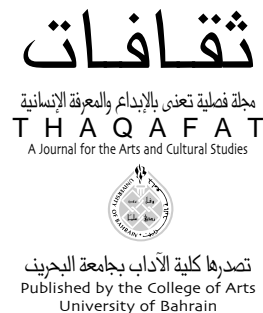 ثقافات
مجلة فصلية تعنى بالإبداع والمعرفة الإنسانية
THAQAFAT
A Journal for the Arts and Cultural Studies
تصدرها كلية الآداب بجامعة البحرين
Published by the College of Arts
University of Bahrain